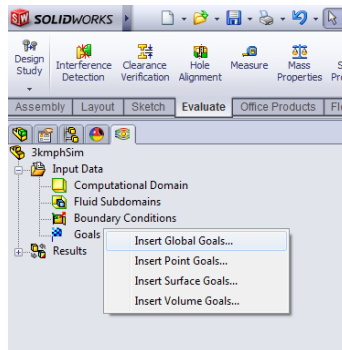 SOLIDWORKS
Design Study
Interference Detection
Clearance Verification
Hole Alignment
Measure
Mass Properties
Assembly Layout Sketch Evaluate Office Products
3kmphSim
Input Data
Computational Domain
Fluid Subdomains
Boundary Conditions
Goals
Insert Global Goals...
Insert Point Goals...
Insert Surface Goals...
Insert Volume Goals...
Results